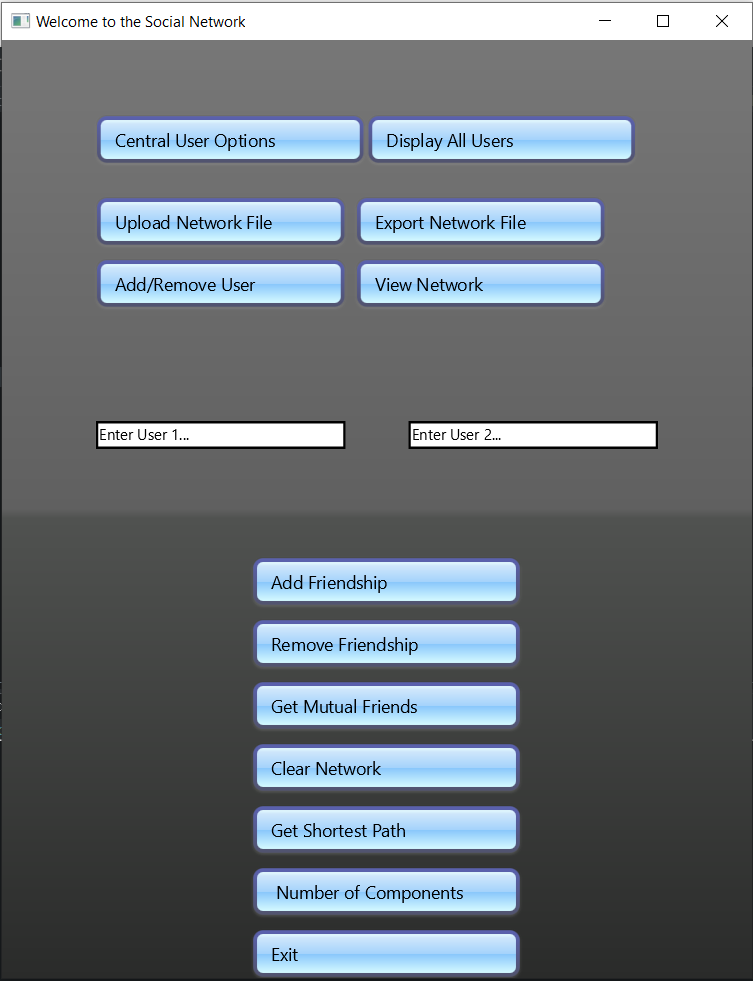 Welcome to the Social Network
Central User Options
Display All Users
Upload Network File
Export Network File
Add/Remove User
View Network
Enter User 1...
Enter User 2...
Add Friendship
Remove Friendship
Get Mutual Friends
Clear Network
Get Shortest Path
Number of Components
Exit